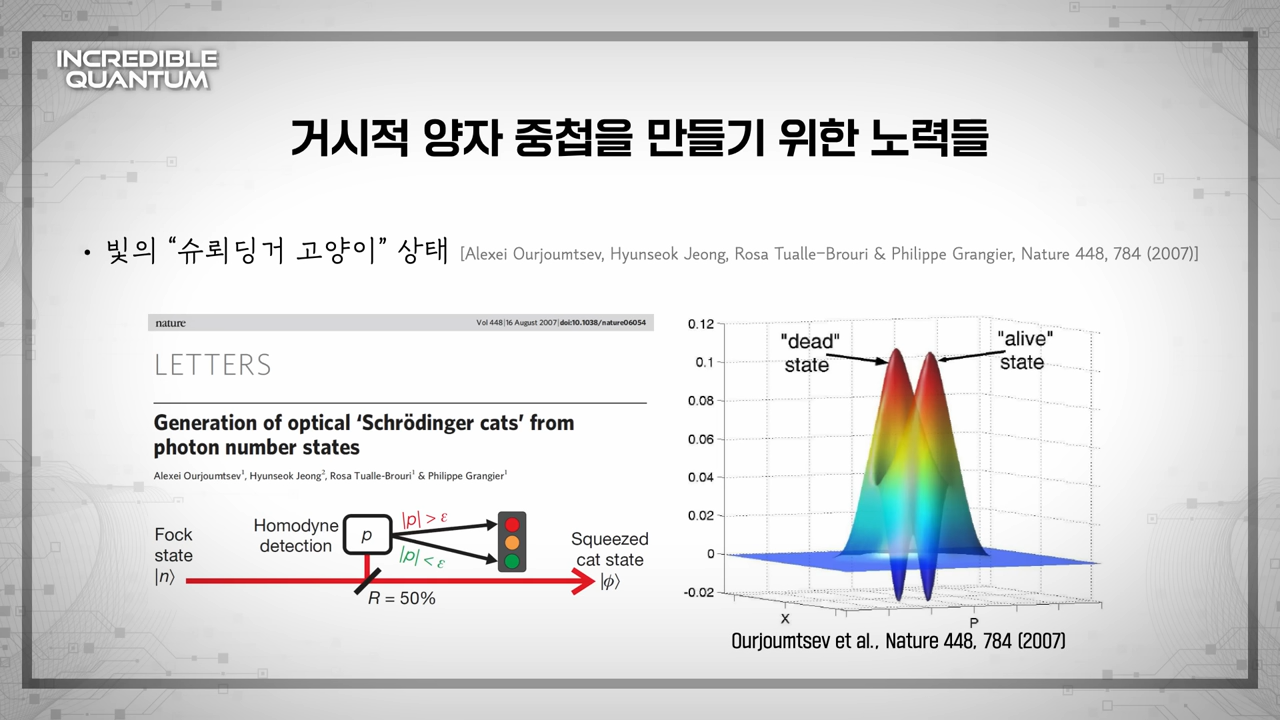 INCREDIBLE
QUANTUM
거시적 양자 중첩을 만들기 위한 노력들
• 빛의 “슈뢰딩거 고양이” 상태 [Alexei Ourjoumtsev, Hyunseok Jeong, Rosa Tualle-Brouri & Philippe Grangier, Nature 448, 784 (2007)]
nature Vol 448|16 August 2007|doi:10.1038/nature06054
LETTERS
Generation of optical ‘Schrödinger cats’ from
photon number states
Alexei Ourjoumtsev¹, Hyunseok Jeong², Rosa Tualle-Brouri¹ & Philippe Grangier¹
Fock
state
|n⟩
Homodyne
detection
p
|p| > ε
|p| < ε
R = 50%
Squeezed
cat state
|ϕ⟩
0.12
0.1
0.08
0.06
0.04
0.02
0
-0.02
"dead"
state
"alive"
state
X
P
Ourjoumtsev et al., Nature 448, 784 (2007)